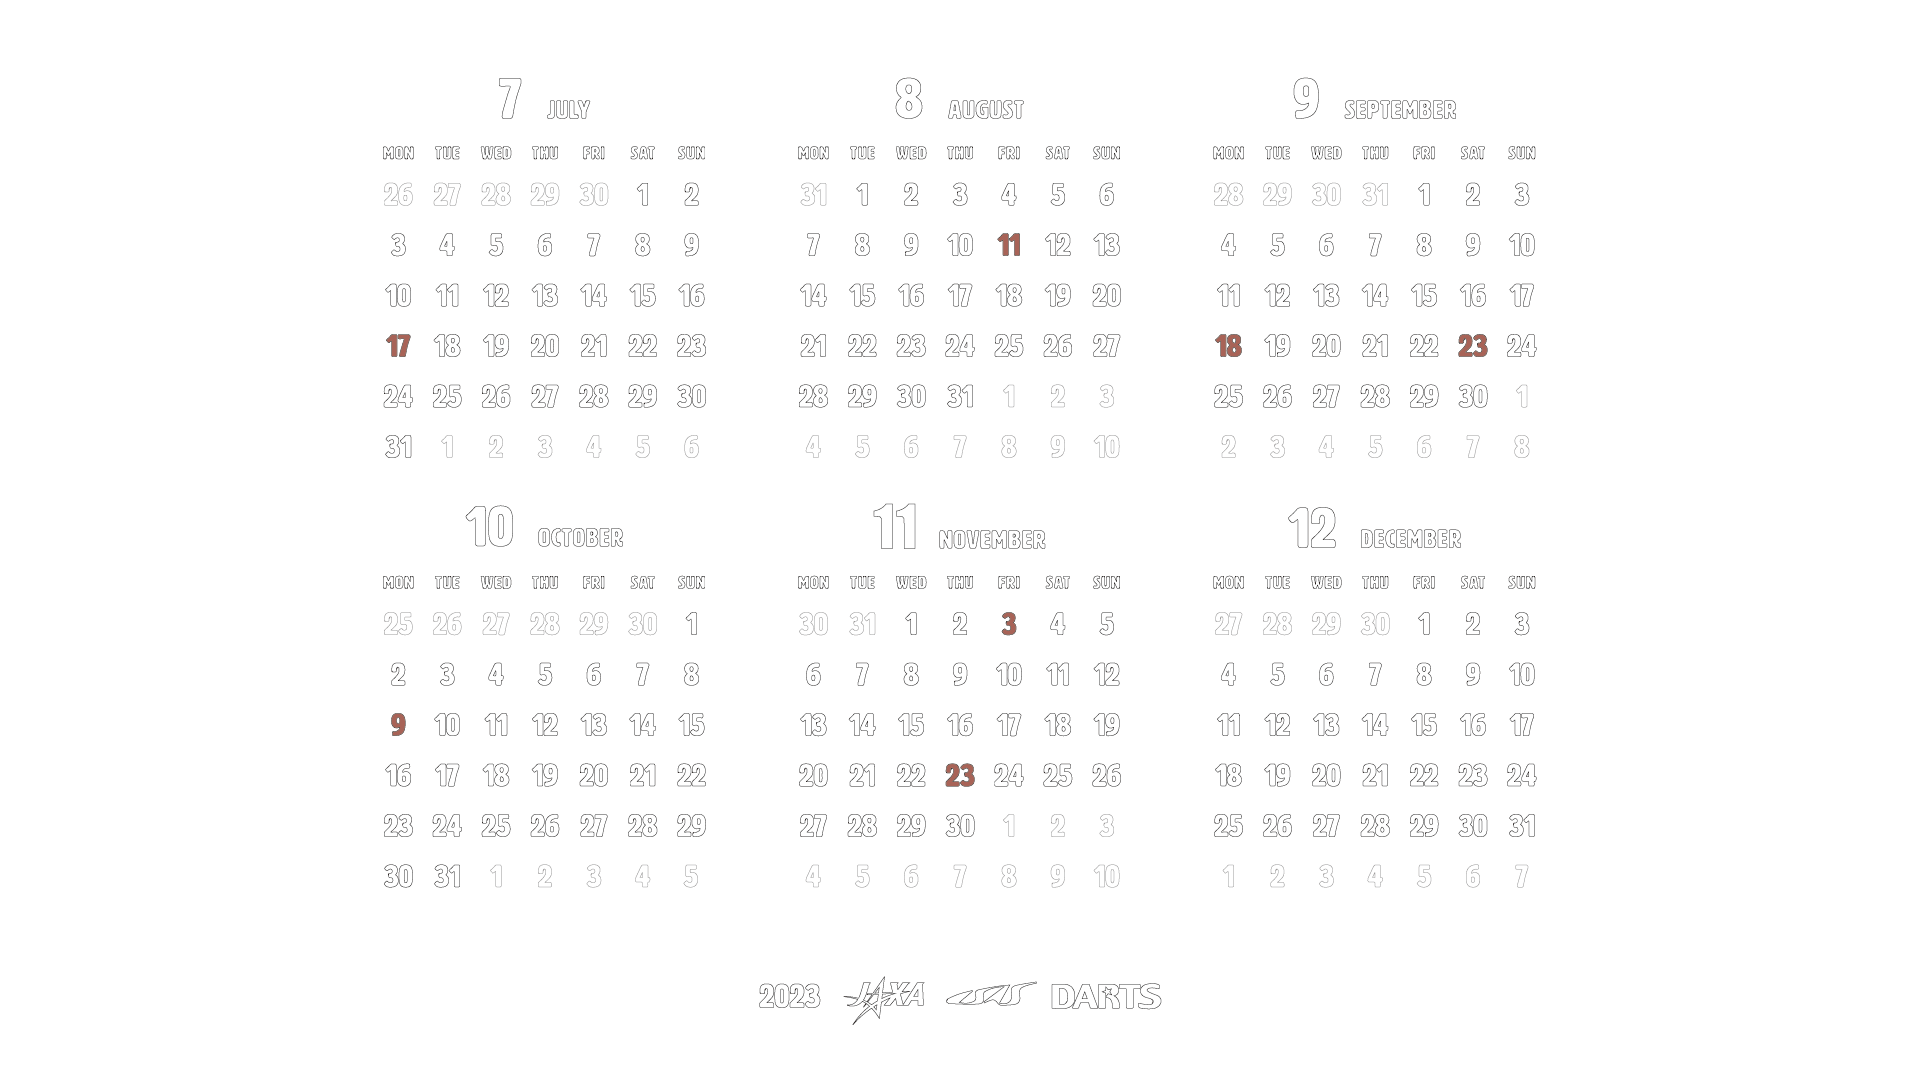 7 JULY
MON TUE WED THU FRI SAT SUN
26 27 28 29 30 1 2
3 4 5 6 7 8 9
10 11 12 13 14 15 16
17 18 19 20 21 22 23
24 25 26 27 28 29 30
31 1 2 3 4 5 6
8 AUGUST
MON TUE WED THU FRI SAT SUN
31 1 2 3 4 5 6
7 8 9 10 11 12 13
14 15 16 17 18 19 20
21 22 23 24 25 26 27
28 29 30 31 1 2 3
4 5 6 7 8 9 10
9 SEPTEMBER
MON TUE WED THU FRI SAT SUN
28 29 30 31 1 2 3
4 5 6 7 8 9 10
11 12 13 14 15 16 17
18 19 20 21 22 23 24
25 26 27 28 29 30 1
2 3 4 5 6 7 8
10 OCTOBER
MON TUE WED THU FRI SAT SUN
25 26 27 28 29 30 1
2 3 4 5 6 7 8
9 10 11 12 13 14 15
16 17 18 19 20 21 22
23 24 25 26 27 28 29
30 31 1 2 3 4 5
11 NOVEMBER
MON TUE WED THU FRI SAT SUN
30 31 1 2 3 4 5
6 7 8 9 10 11 12
13 14 15 16 17 18 19
20 21 22 23 24 25 26
27 28 29 30 1 2 3
4 5 6 7 8 9 10
12 DECEMBER
MON TUE WED THU FRI SAT SUN
27 28 29 30 1 2 3
4 5 6 7 8 9 10
11 12 13 14 15 16 17
18 19 20 21 22 23 24
25 26 27 28 29 30 31
1 2 3 4 5 6 7
2023 JAXA ISAS DARTS